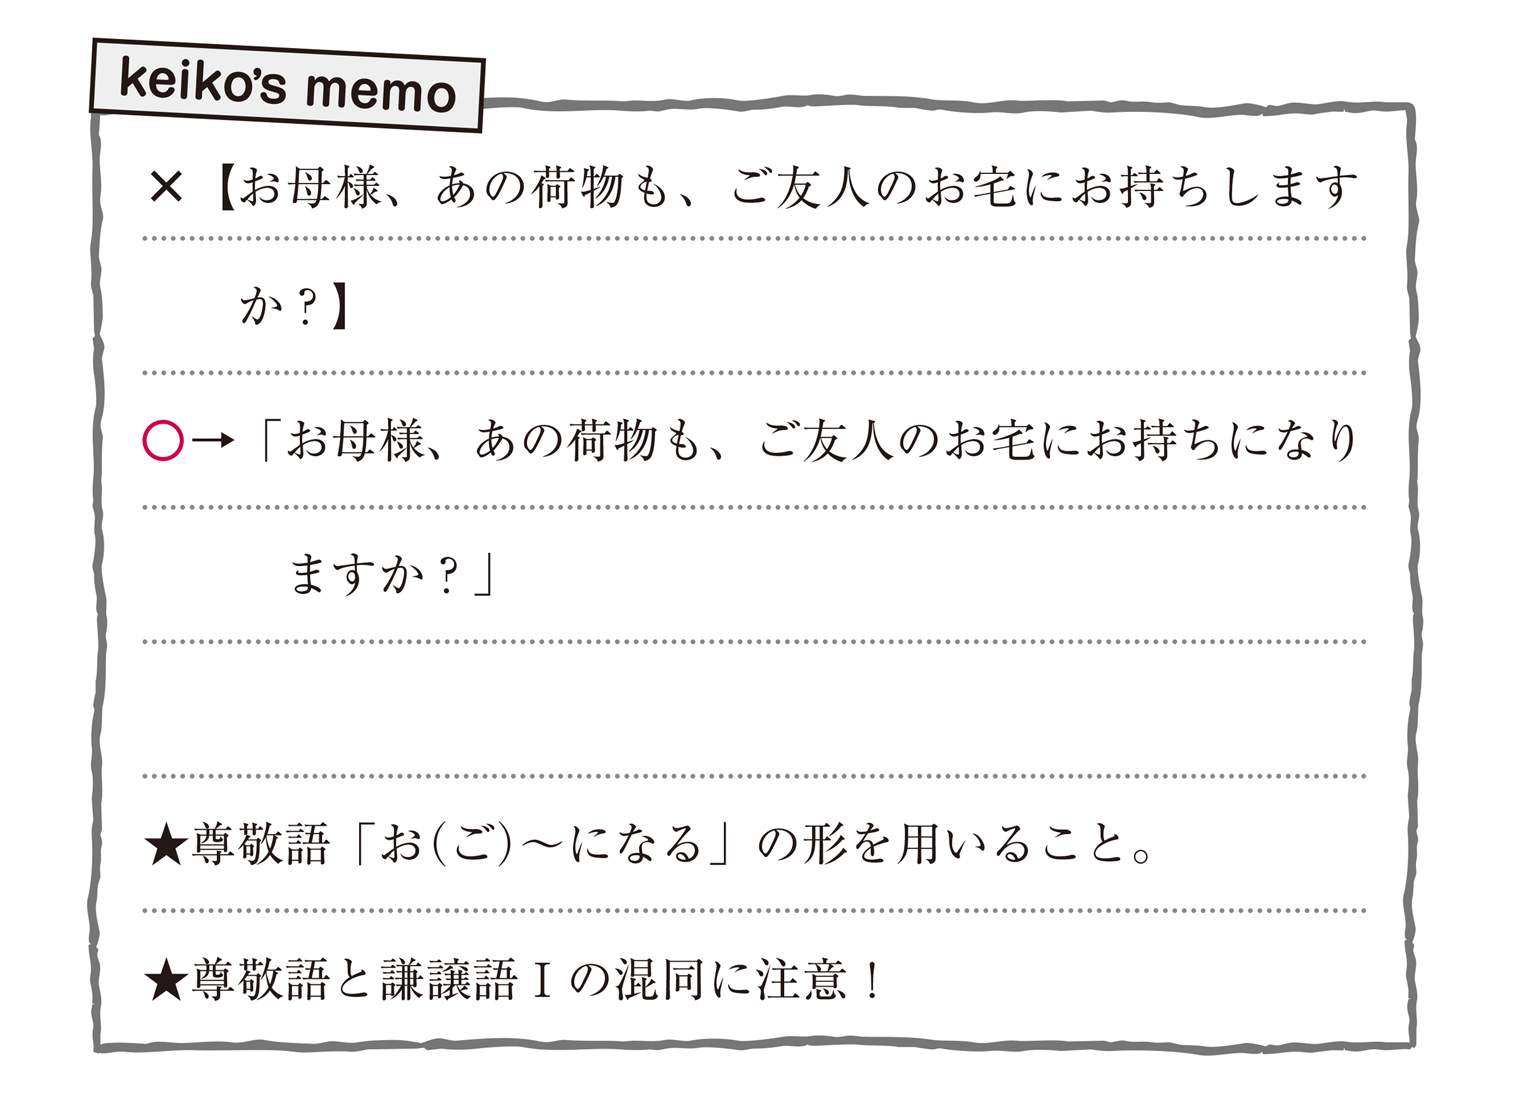 keiko's memo
×【お母様、あの荷物も、ご友人のお宅にお持ちします
か？】
○→「お母様、あの荷物も、ご友人のお宅にお持ちになり
ますか？」
★尊敬語「お(ご)～になる」の形を用いること。
★尊敬語と謙譲語Ⅰの混同に注意！